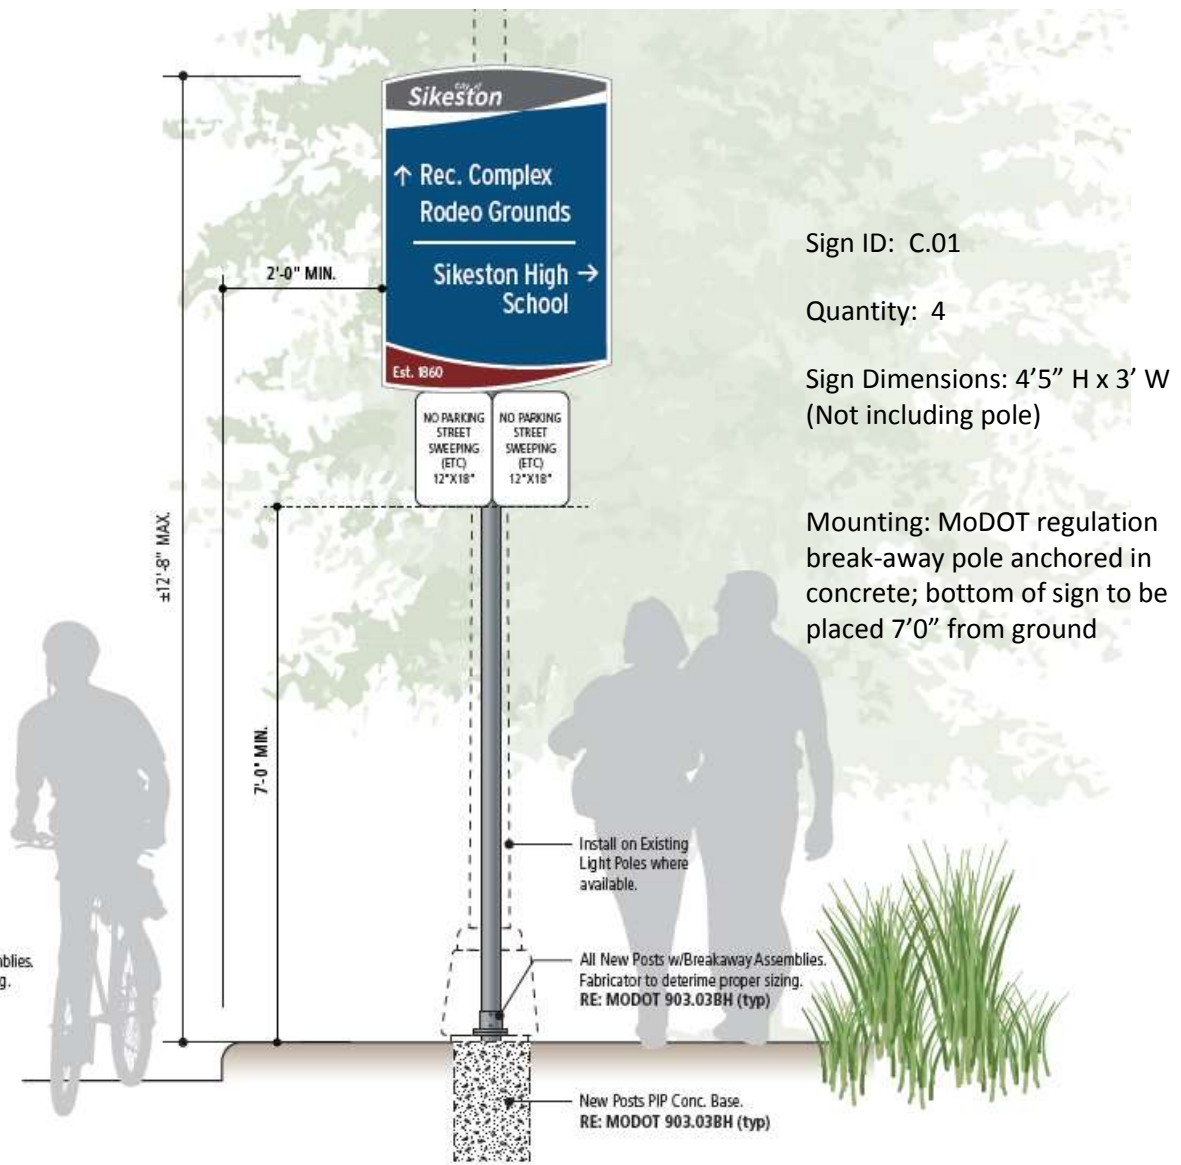 City of
Sikeston
↑ Rec. Complex
Rodeo Grounds
Sikeston High →
School
Est. 1860
NO PARKING
STREET
SWEEPING
(ETC)
12"X18"
NO PARKING
STREET
SWEEPING
(ETC)
12"X18"
2'-0" MIN.
±12'-8" MAX.
7'-0" MIN.
Sign ID: C.01
Quantity: 4
Sign Dimensions: 4’5” H x 3’ W
(Not including pole)
Mounting: MoDOT regulation
break-away pole anchored in
concrete; bottom of sign to be
placed 7’0” from ground
Install on Existing
Light Poles where
available.
All New Posts w/Breakaway Assemblies.
Fabricator to deterime proper sizing.
RE: MODOT 903.03BH (typ)
New Posts PIP Conc. Base.
RE: MODOT 903.03BH (typ)